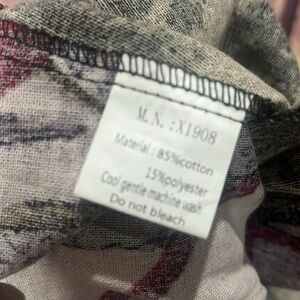 M.N.:X1908
Material:85%cotton
15%polyester
Cool gentle machine wash
Do not bleach